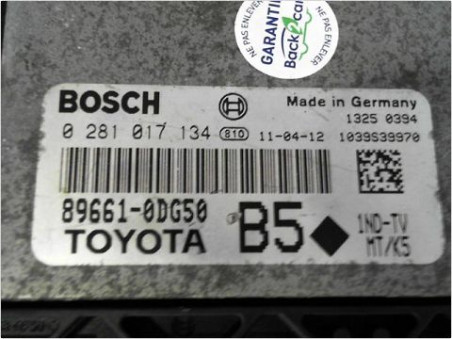 NE PAS ENLEVER
GARANTIE
Back2car
NE PAS ENLEVER
BOSCH
Made in Germany
1325 0394
0 281 017 134 810 11-04-12 1039S39970
89661-0DG50
TOYOTA
B5
1ND-TV
MT/K5